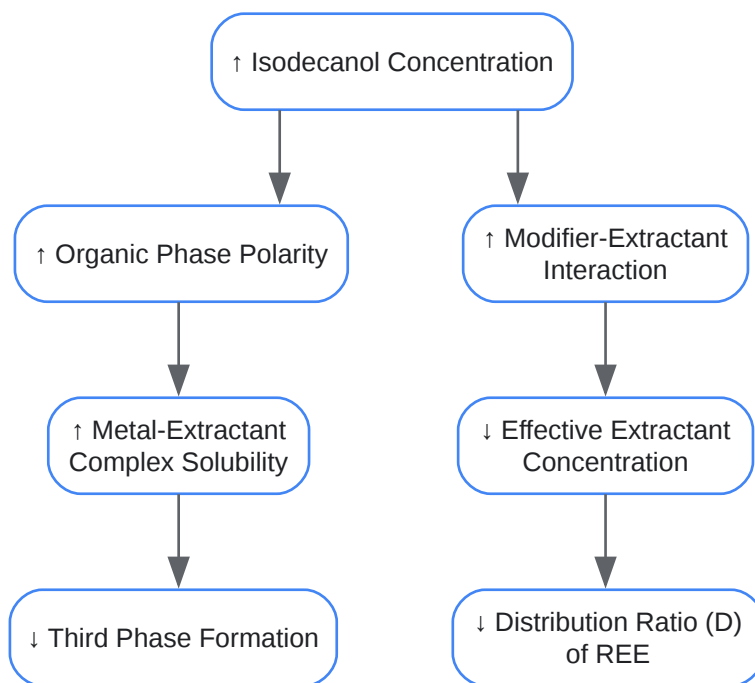 ↑ Isodecanol Concentration
↑ Organic Phase Polarity
↑ Modifier-Extractant
Interaction
↑ Metal-Extractant
Complex Solubility
↓ Effective Extractant
Concentration
↓ Third Phase Formation
↓ Distribution Ratio (D)
of REE